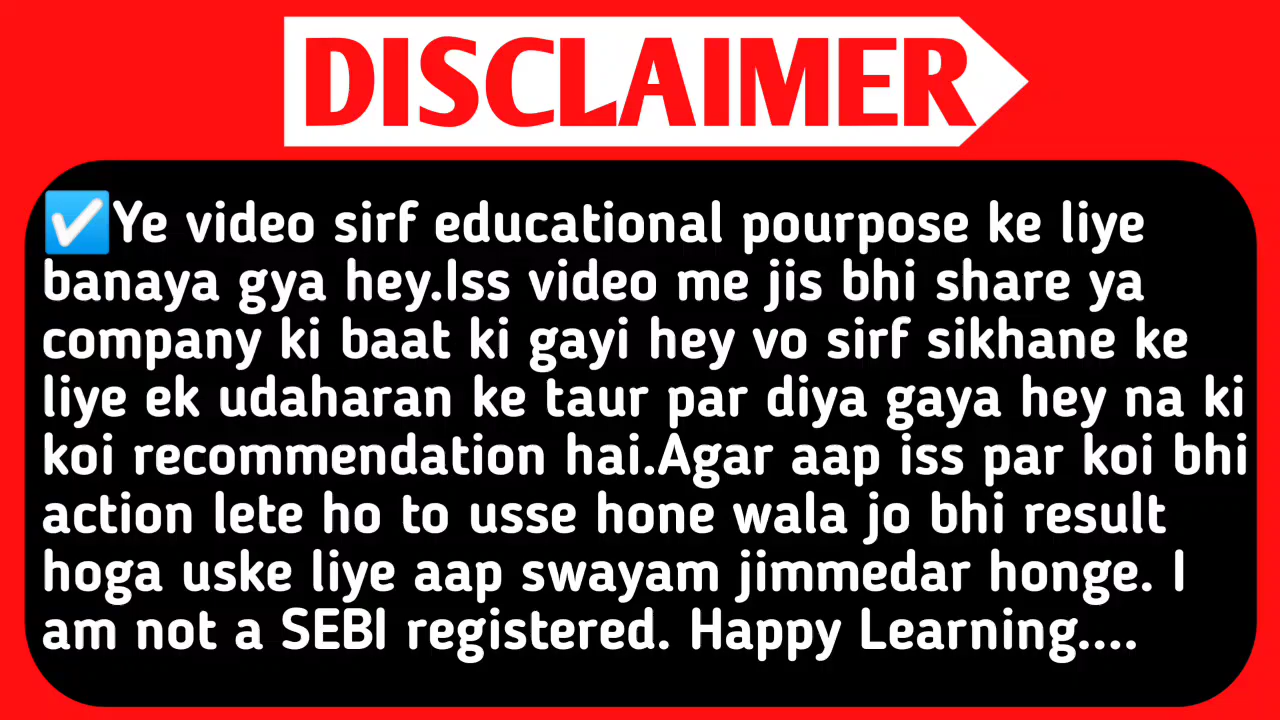 DISCLAIMER
☑Ye video sirf educational pourpose ke liye
banaya gya hey.Iss video me jis bhi share ya
company ki baat ki gayi hey vo sirf sikhane ke
liye ek udaharan ke taur par diya gaya hey na ki
koi recommendation hai.Agar aap iss par koi bhi
action lete ho to usse hone wala jo bhi result
hoga uske liye aap swayam jimmedar honge. I
am not a SEBI registered. Happy Learning....